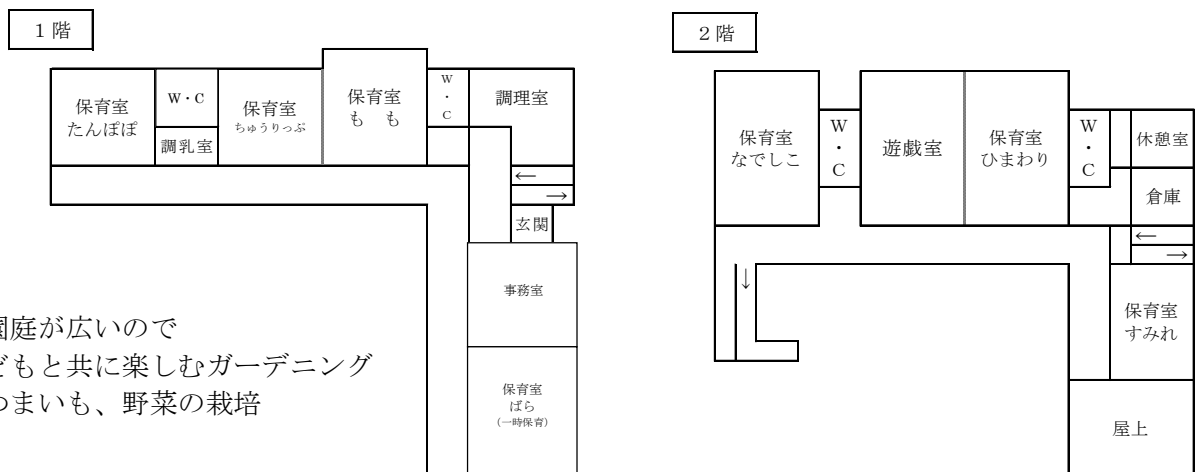 1階
保育室
たんぽぽ
W・C
調乳室
保育室
ちゅうりっぷ
保育室
も も
W
・
C
調理室
←
→
玄関
事務室
保育室
ばら
(一時保育)
園庭が広いので
どもと共に楽しむガーデニング
つまいも、野菜の栽培
2階
保育室
なでしこ
W
・
C
遊戯室
保育室
ひまわり
W
・
C
休憩室
倉庫
←
→
↓
保育室
すみれ
屋上